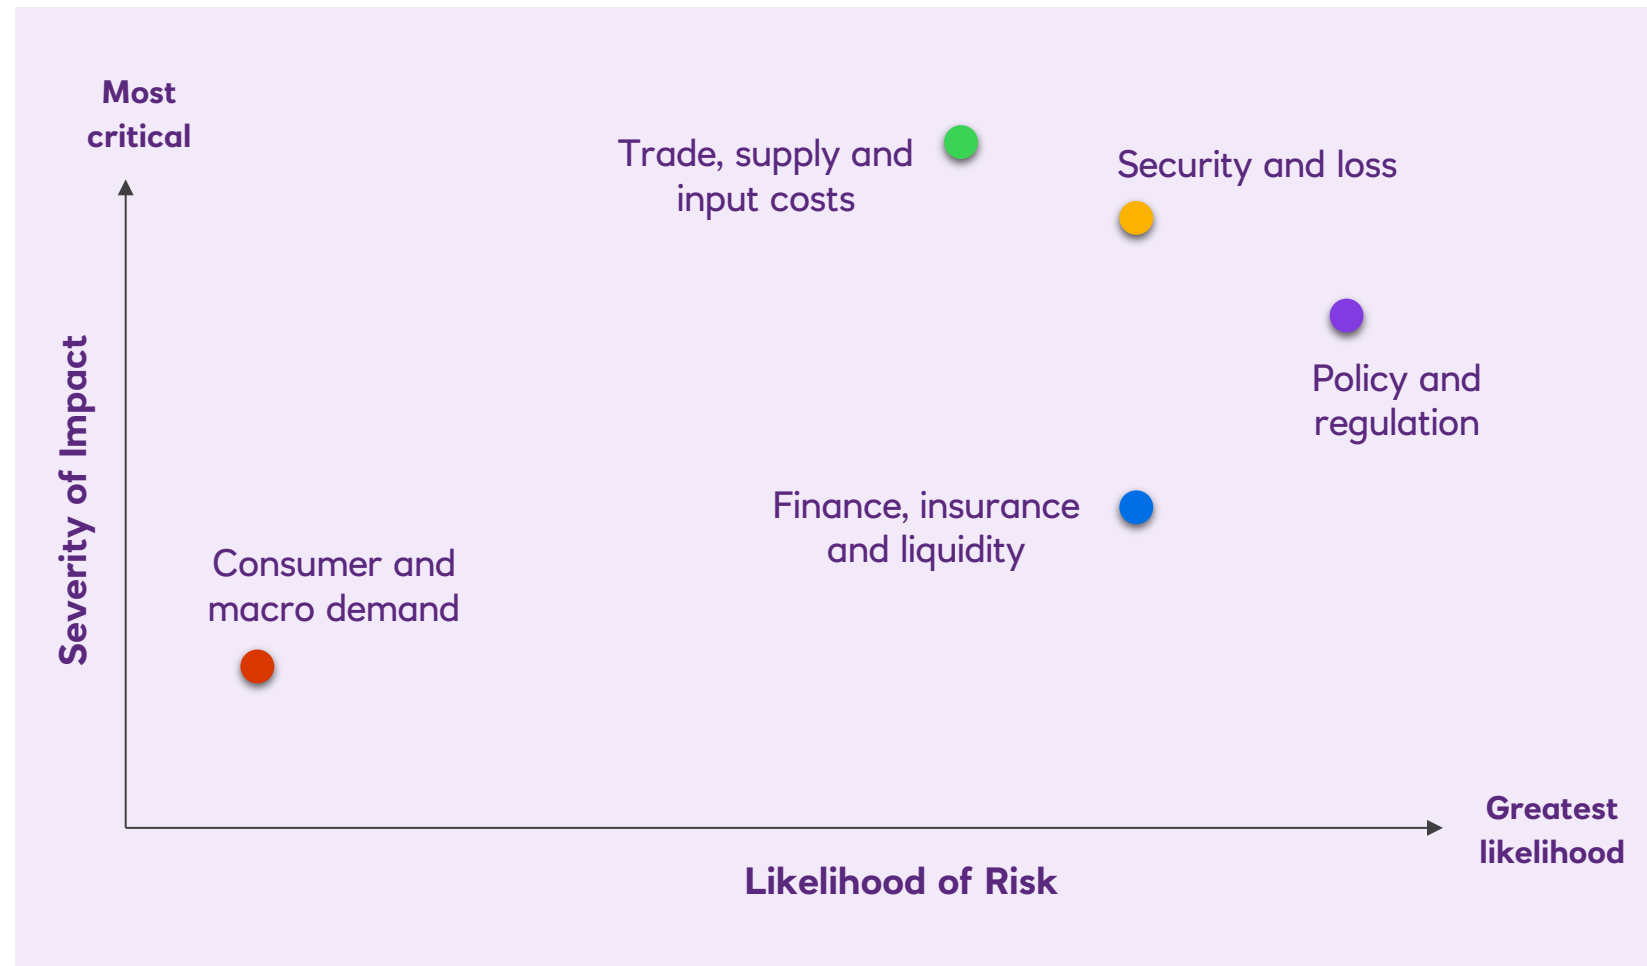 Most
critical
Trade, supply and
input costs
Security and loss
Policy and
regulation
Severity of Impact
Finance, insurance
and liquidity
Consumer and
macro demand
Greatest
likelihood
Likelihood of Risk